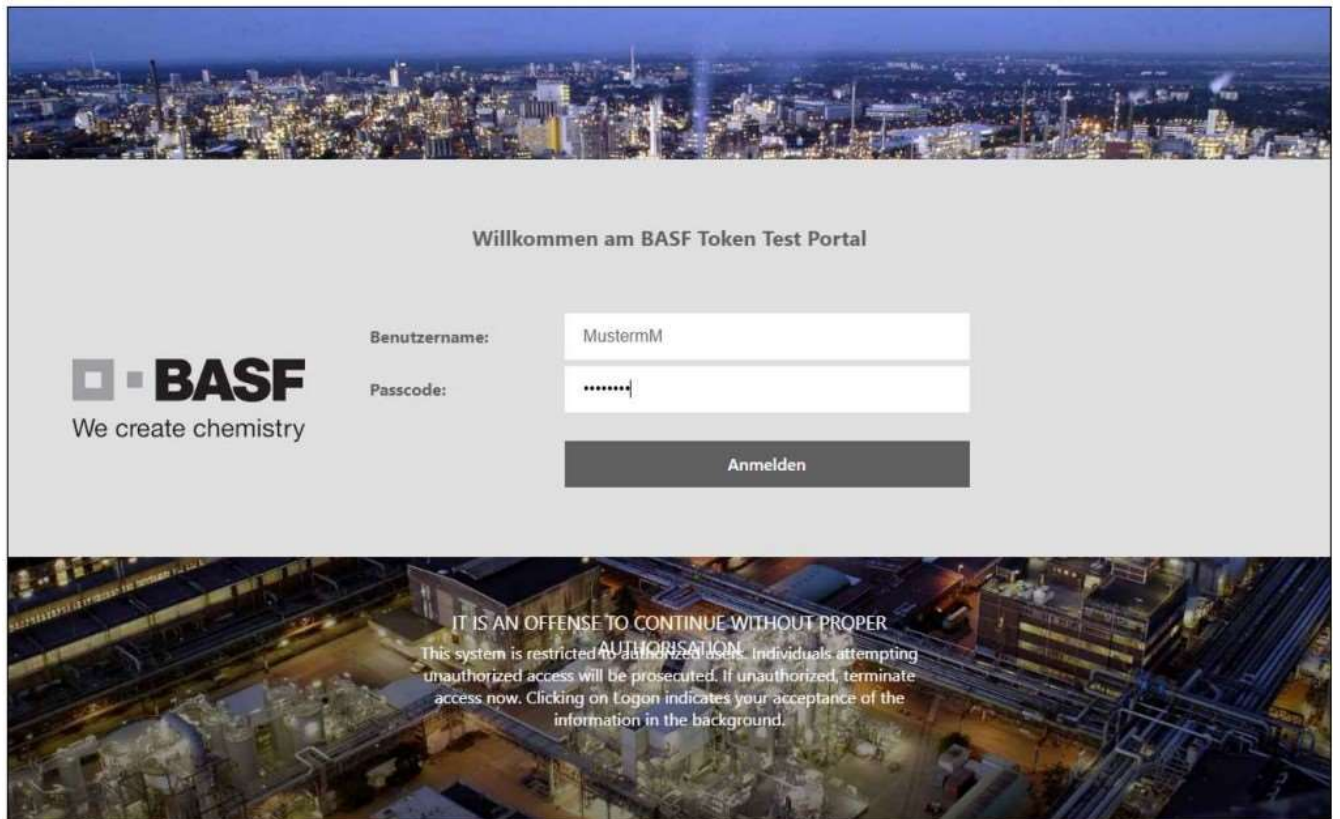 Willkommen am BASF Token Test Portal
Benutzername:
MustermM
BASF
We create chemistry
Passcode:
••••••••
Anmelden
IT IS AN OFFENSE TO CONTINUE WITHOUT PROPER
AUTHORISATION
This system is restricted to authorized users. Individuals attempting
unauthorized access will be prosecuted. If unauthorized, terminate
access now. Clicking on Logon indicates your acceptance of the
information in the background.